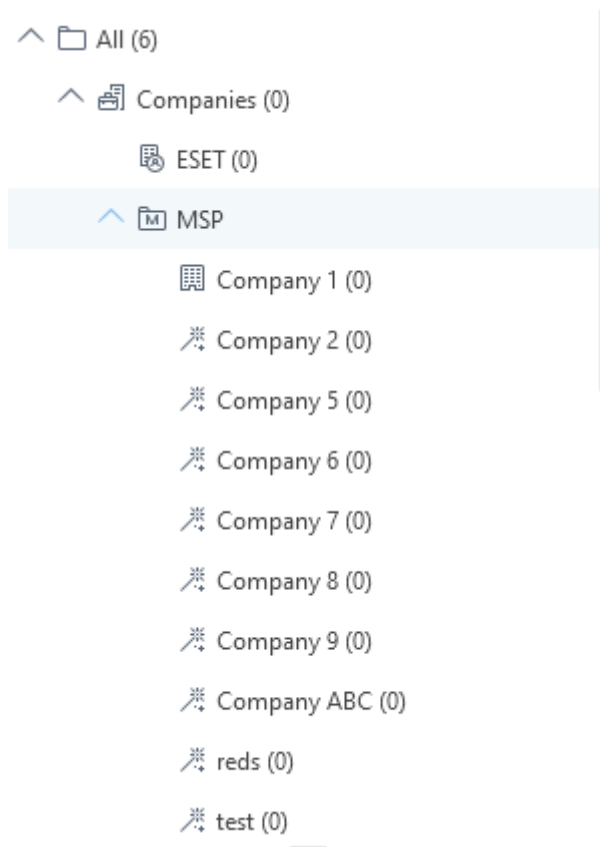 All (6)
Companies (0)
ESET (0)
MSP
Company 1 (0)
Company 2 (0)
Company 5 (0)
Company 6 (0)
Company 7 (0)
Company 8 (0)
Company 9 (0)
Company ABC (0)
reds (0)
test (0)